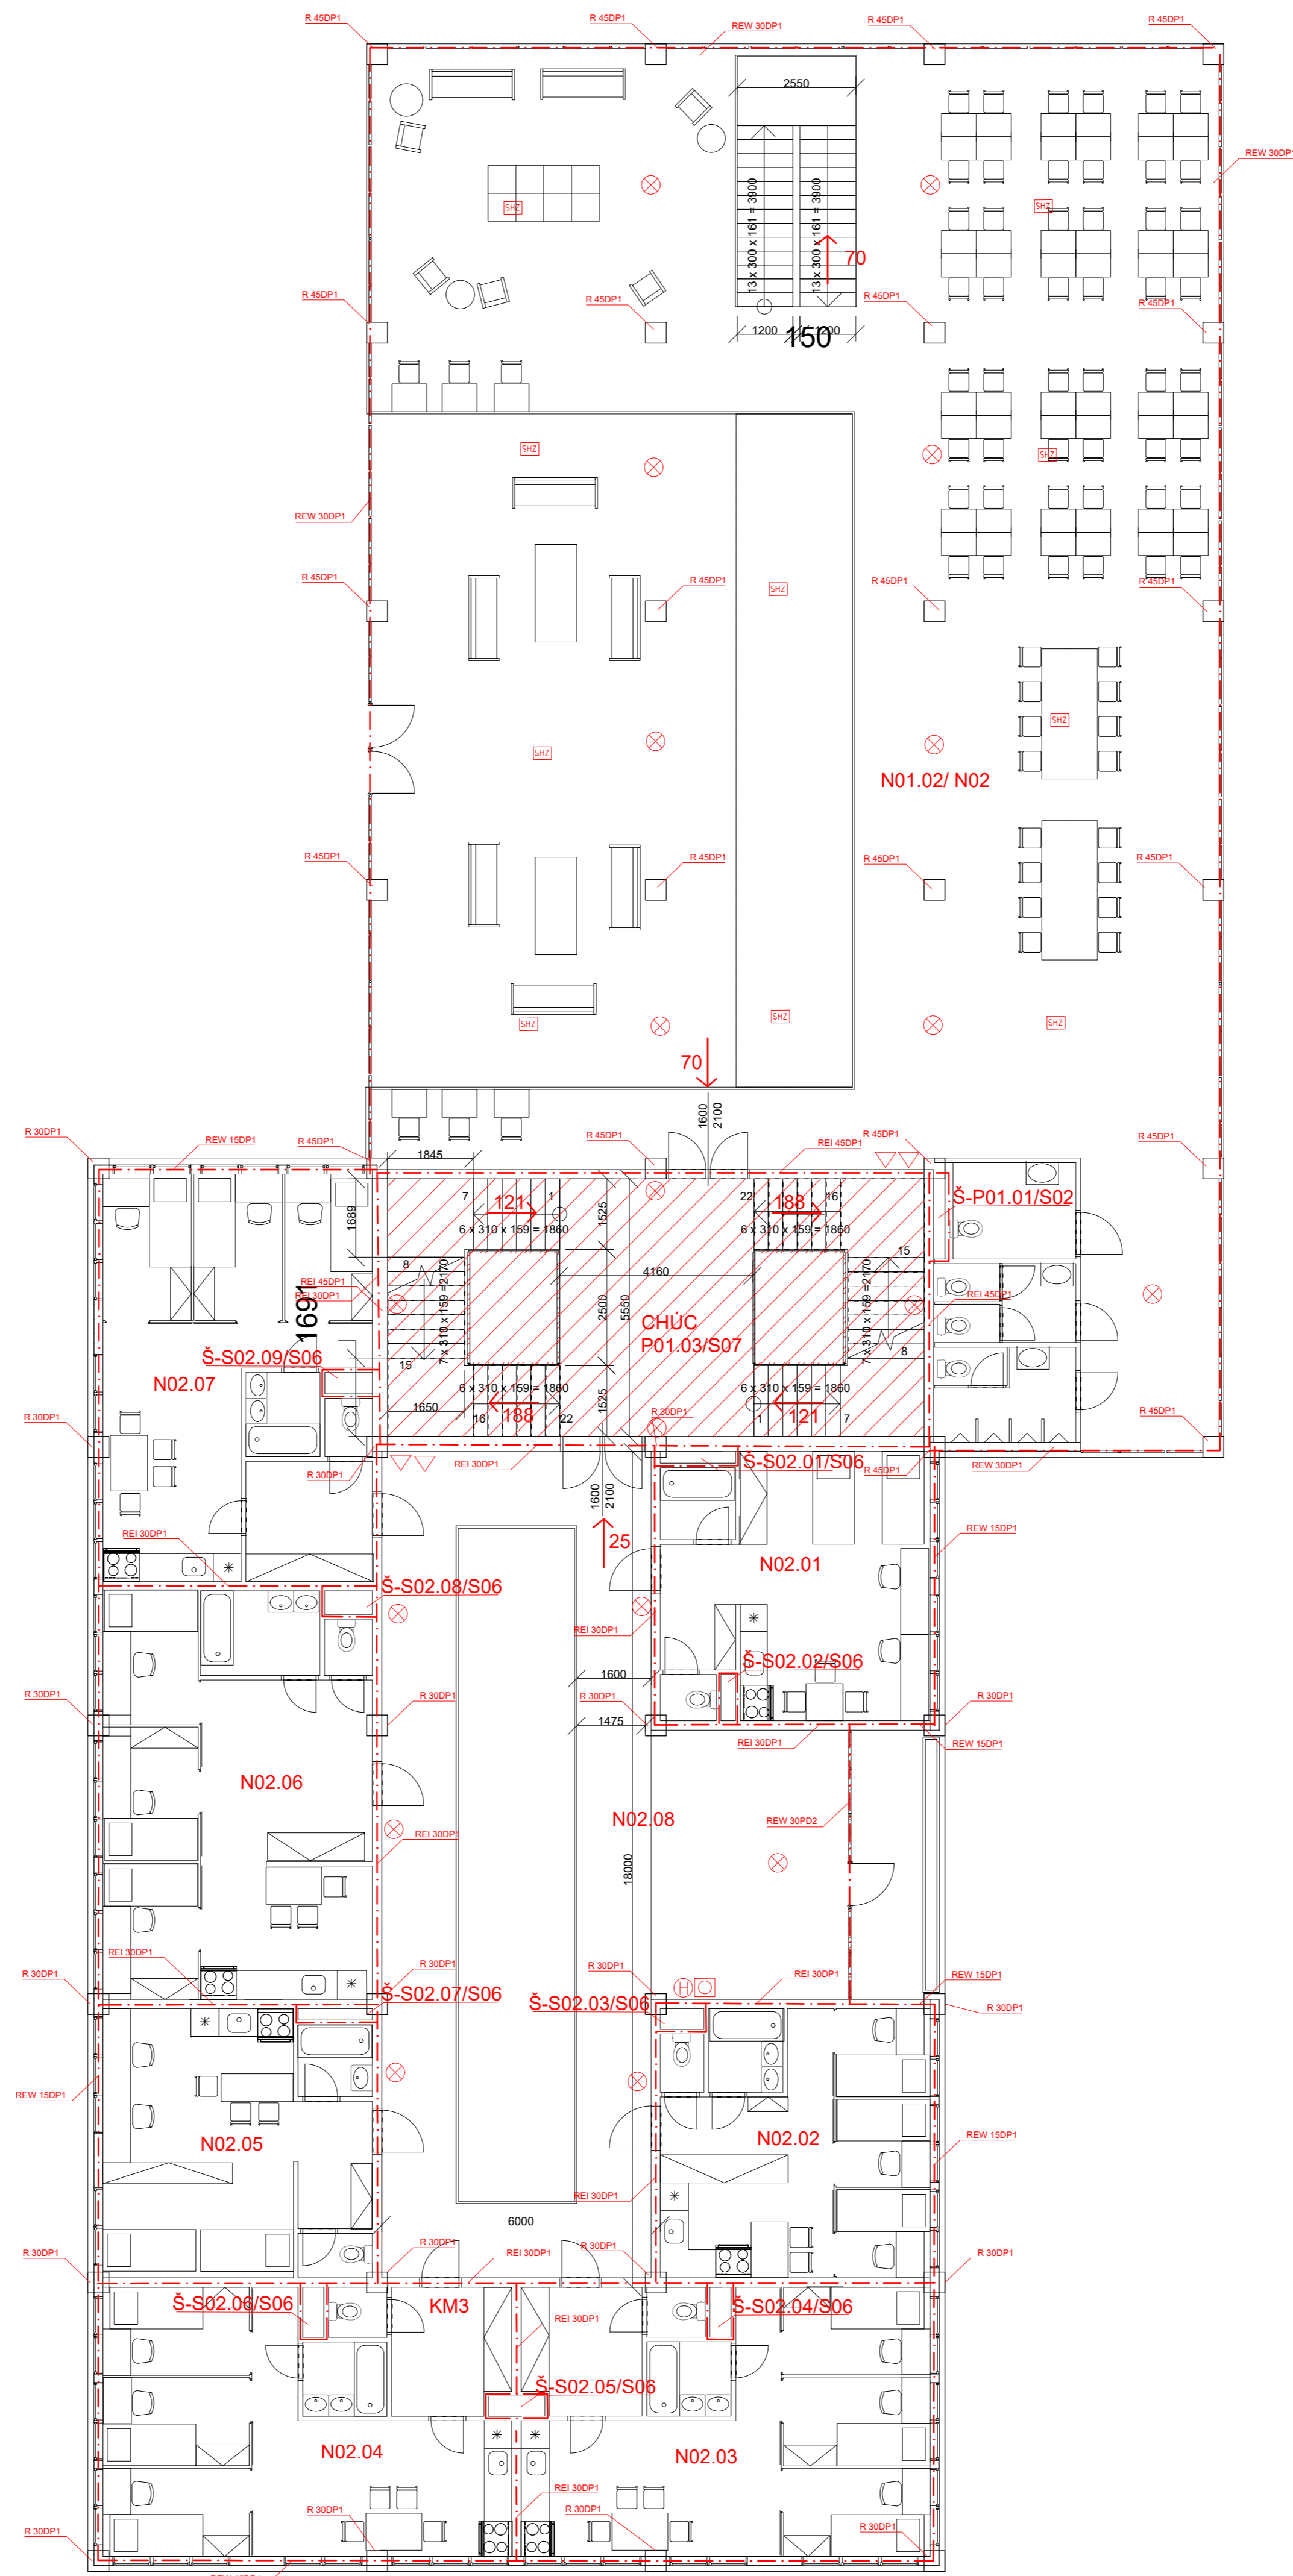 R 45DP1
R 45DP1
REW 30DP1
R 45DP1
R 45DP1
2550
REW 30DP1
13 x 300 x 161 = 3900
13 x 300 x 161 = 3900
SHZ
SHZ
70
R 45DP1
R 45DP1
R 45DP1
R 45DP1
1200
150
1200
SHZ
SHZ
REW 30DP1
R 45DP1
R 45DP1
R 45DP1
R 45DP1
SHZ
SHZ
SHZ
N01.02/ N02
R 45DP1
R 45DP1
R 45DP1
R 45DP1
SHZ
SHZ
SHZ
70
1600
2100
R 30DP1
REW 15DP1
R 45DP1
R 45DP1
REI 45DP1
R 45DP1
R 45DP1
1845
7
121
1
22
188
16
Š-P01.01/S02
1689
1525
6 x 310 x 159 = 1860
6 x 310 x 159 = 1860
8
15
4160
REI 45DP1
REI 30DP1
REI 45DP1
7 x 310 x 159 =2170
2500
5550
7 x 310 x 159 =2170
1691
CHÚC
P01.03/S07
Š-S02.09/S06
15
8
N02.07
6 x 310 x 159 = 1860
6 x 310 x 159 = 1860
1650
16
188
22
1525
1
121
7
R 30DP1
R 30DP1
R 45DP1
R 30DP1
REI 30DP1
Š-S02.01/S06
R 45DP1
REW 30DP1
1600
2100
REI 30DP1
25
REW 15DP1
N02.01
Š-S02.08/S06
REI 30DP1
Š-S02.02/S06
1600
R 30DP1
R 30DP1
R 30DP1
R 30DP1
1475
REI 30DP1
REW 15DP1
N02.06
N02.08
REW 30PD2
REI 30DP1
18000
REI 30DP1
R 30DP1
R 30DP1
R 30DP1
REI 30DP1
REW 15DP1
H
Š-S02.07/S06
Š-S02.03/S06
R 30DP1
REW 15DP1
N02.05
N02.02
REW 15DP1
REI 30DP1
6000
R 30DP1
R 30DP1
REI 30DP1
R 30DP1
R 30DP1
Š-S02.06/S06
KM3
Š-S02.04/S06
REI 30DP1
Š-S02.05/S06
N02.04
N02.03
REI 30DP1
R 30DP1
R 30DP1
R 30DP1
R 30DP1